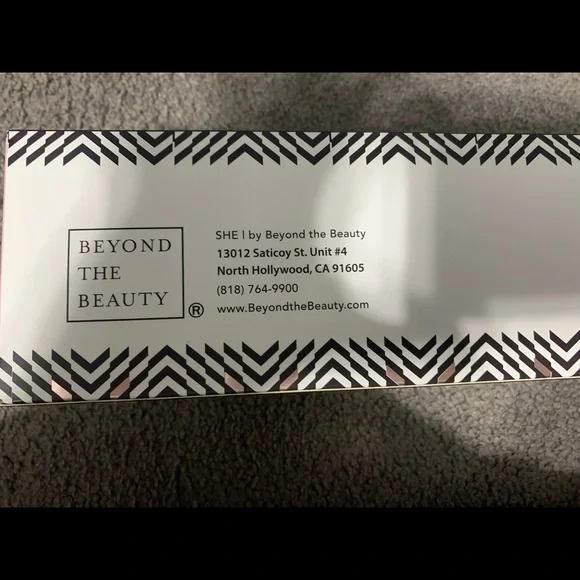 BEYOND
THE
BEAUTY
®
SHE | by Beyond the Beauty
13012 Saticoy St. Unit #4
North Hollywood, CA 91605
(818) 764-9900
www.BeyondtheBeauty.com